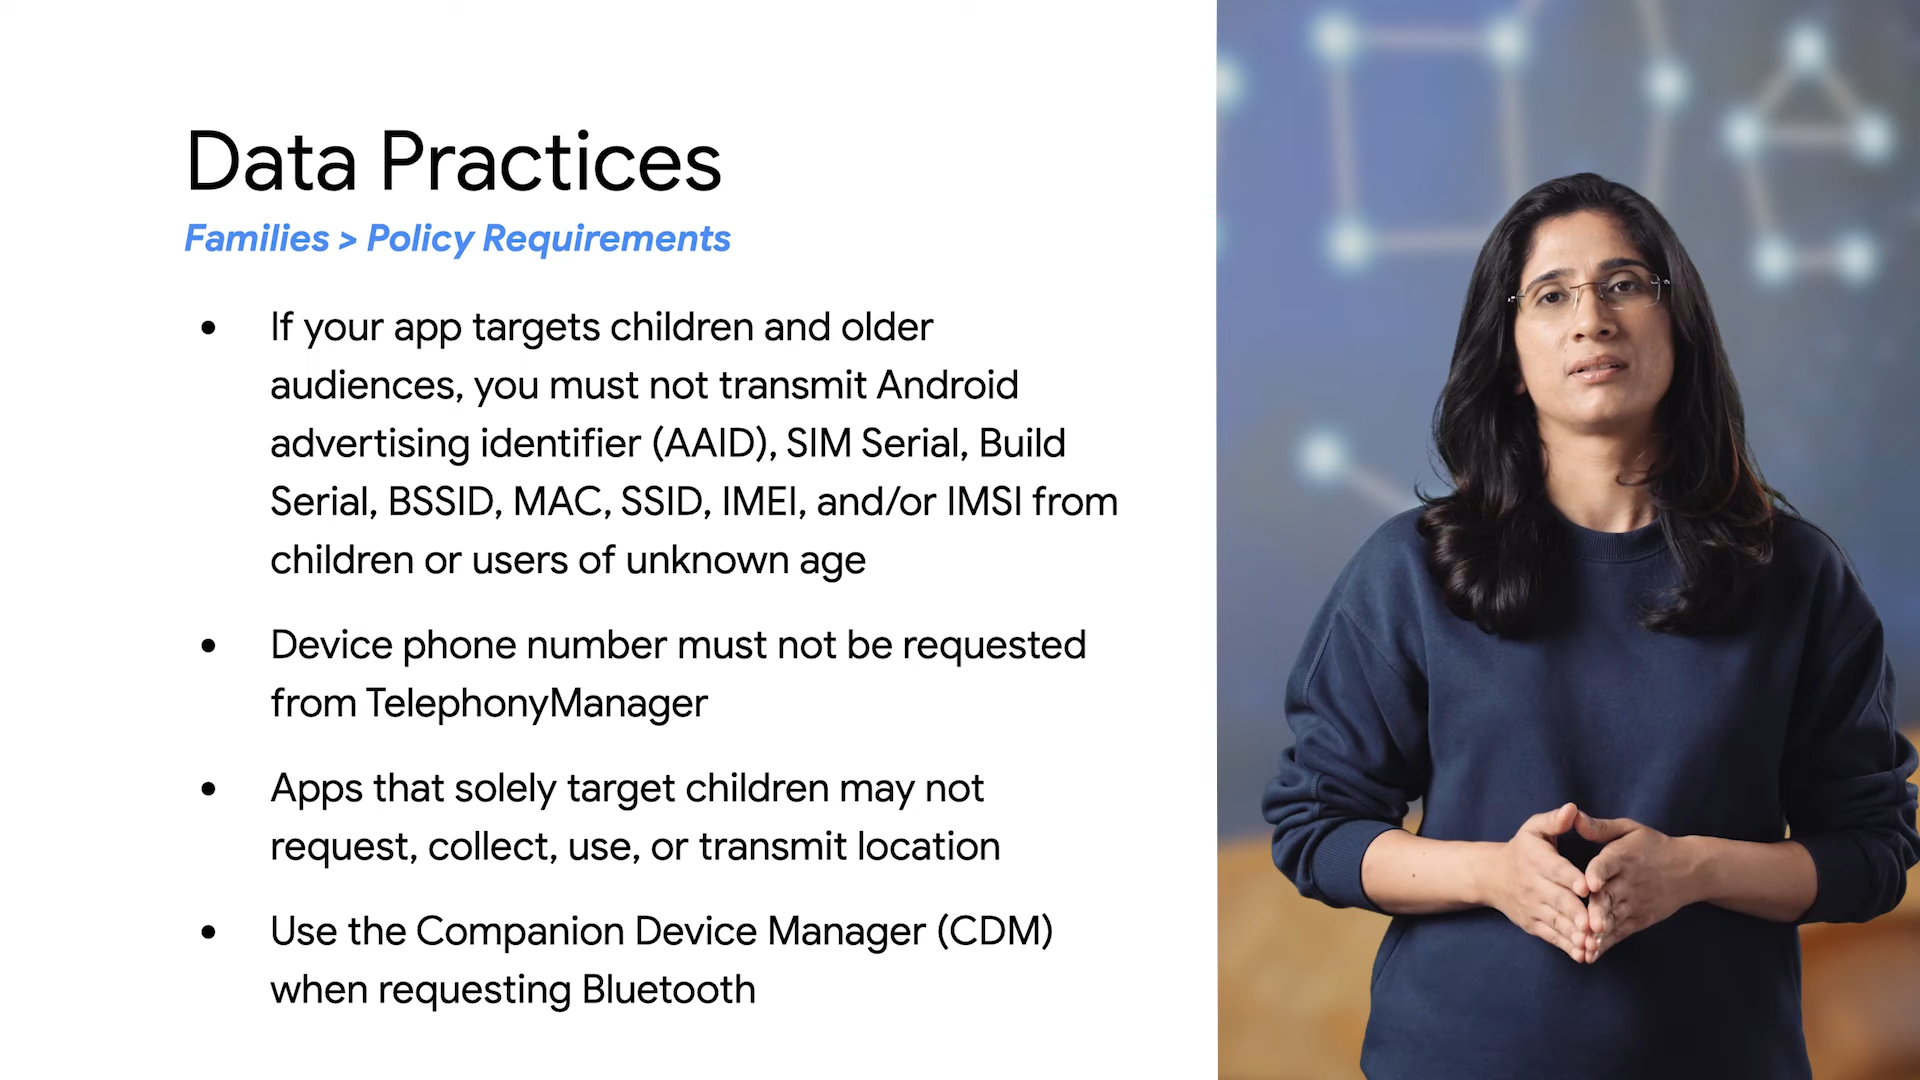 Data Practices
Families > Policy Requirements
• If your app targets children and older
audiences, you must not transmit Android
advertising identifier (AAID), SIM Serial, Build
Serial, BSSID, MAC, SSID, IMEI, and/or IMSI from
children or users of unknown age
• Device phone number must not be requested
from TelephonyManager
• Apps that solely target children may not
request, collect, use, or transmit location
• Use the Companion Device Manager (CDM)
when requesting Bluetooth